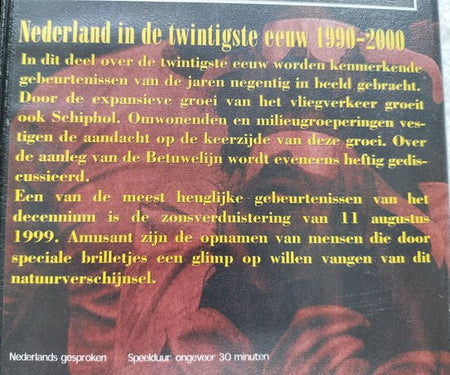 Nederland in de twintigste eeuw 1990-2000
In dit deel over de twintigste eeuw worden kenmerkende
gebeurtenissen van de jaren negentig in beeld gebracht.
Door de expansieve groei van het vliegverkeer groeit
ook Schiphol. Omwonenden en milieugroeperingen ves-
tigen de aandacht op de keerzijde van deze groei. Over
de aanleg van de Betuwelijn wordt eveneens heftig gedis-
cussieerd.
Een van de meest heuglijke gebeurtenissen van het
decennium is de zonsverduistering van 11 augustus
1999. Amusant zijn de opnamen van mensen die door
speciale brilletjes een glimp op willen vangen van dit
natuurverschijnsel.
Nederlands gesproken Speelduur: ongeveer 30 minuten